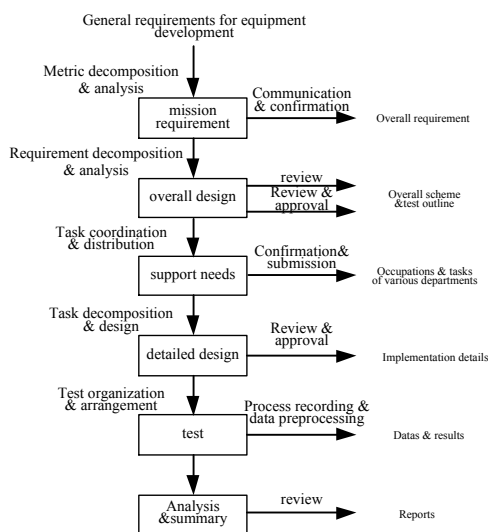 General requirements for equipment
development
Metric decomposition
& analysis
Communication
& confirmation
mission
requirement
Overall requirement
Requirement decomposition
& analysis
review
Review &
approval
overall design
Overall scheme
&test outline
Task coordination
& distribution
Confirmation&
submission
support needs
Occupations & tasks
of various departments
Task decomposition
& design
Review &
approval
detailed design
Implementation details
Test organization
& arrangement
Process recording &
data preprocessing
test
Datas & results
Analysis
&summary
review
Reports